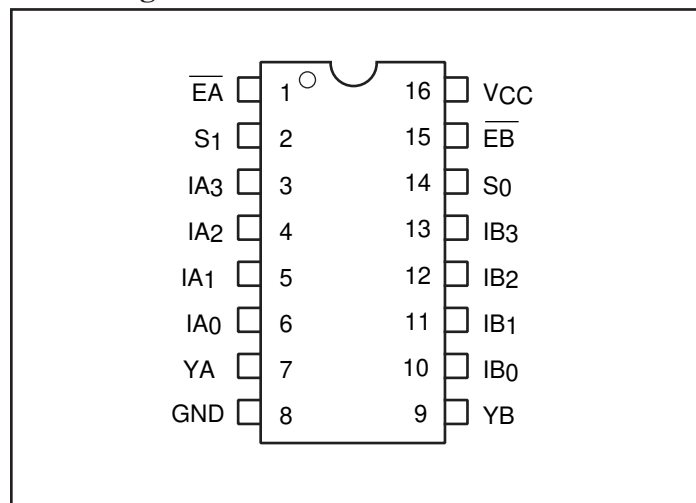 EA 1 16 VCC
S1 2 15 EB
IA3 3 14 S0
IA2 4 13 IB3
IA1 5 12 IB2
IA0 6 11 IB1
YA 7 10 IB0
GND 8 9 YB